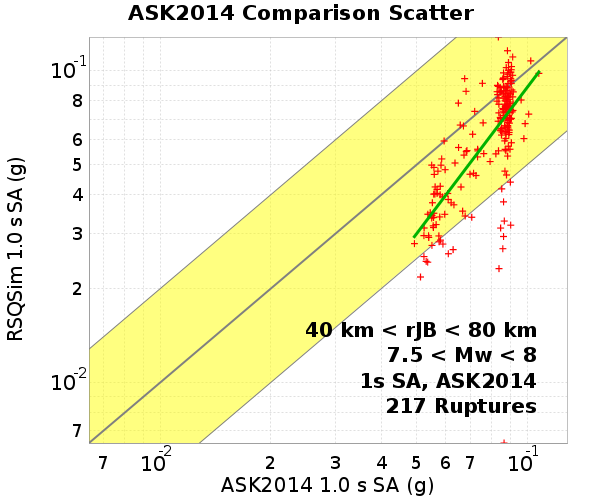 ASK2014 Comparison Scatter
RSQSim 1.0 s SA (g)
10⁻¹
8
6
5
4
3
2
10⁻²
7
40 km < rJB < 80 km
7.5 < Mw < 8
1s SA, ASK2014
217 Ruptures
7 10⁻² 2 3 4 5 6 7 10⁻¹
ASK2014 1.0 s SA (g)